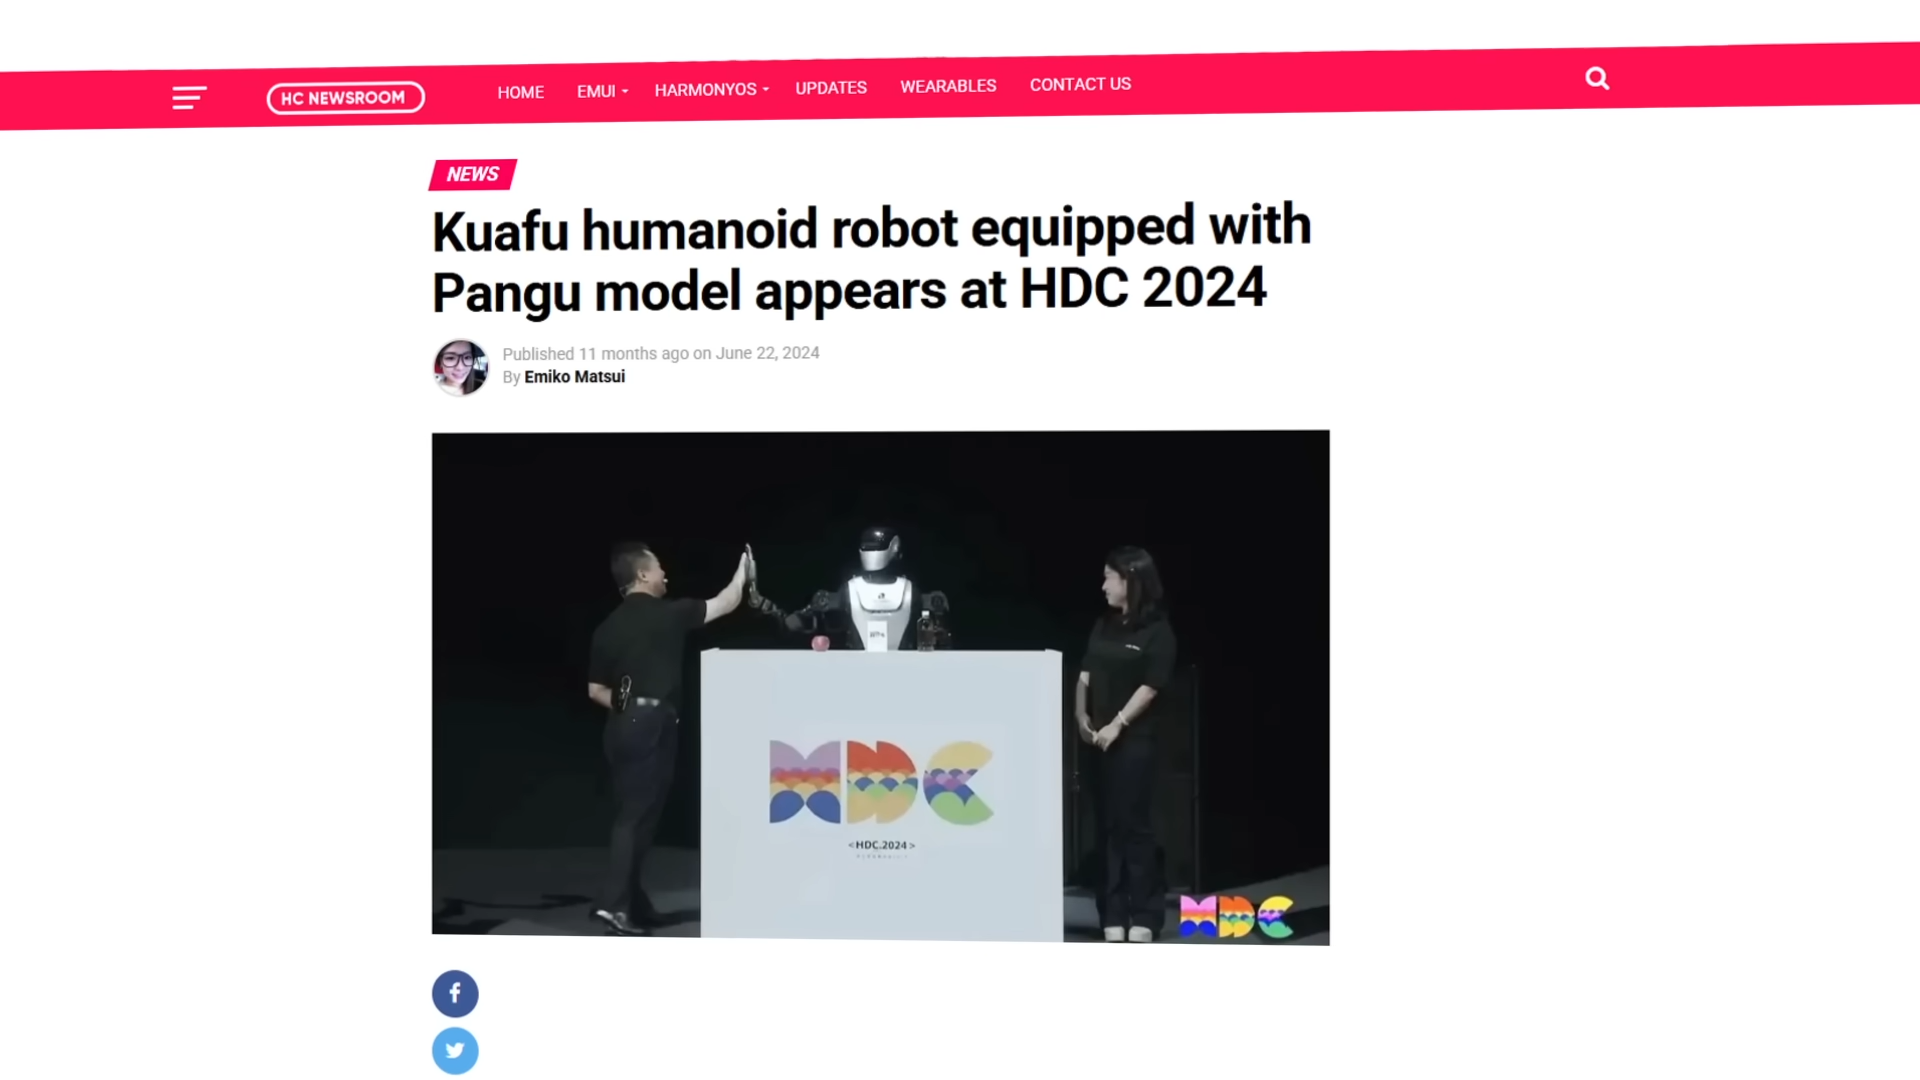 HC NEWSROOM
HOME
EMUI
HARMONYOS
UPDATES
WEARABLES
CONTACT US
NEWS
Kuafu humanoid robot equipped with
Pangu model appears at HDC 2024
Published 11 months ago on June 22, 2024
By Emiko Matsui
HDC
<HDC.2024>
HDC